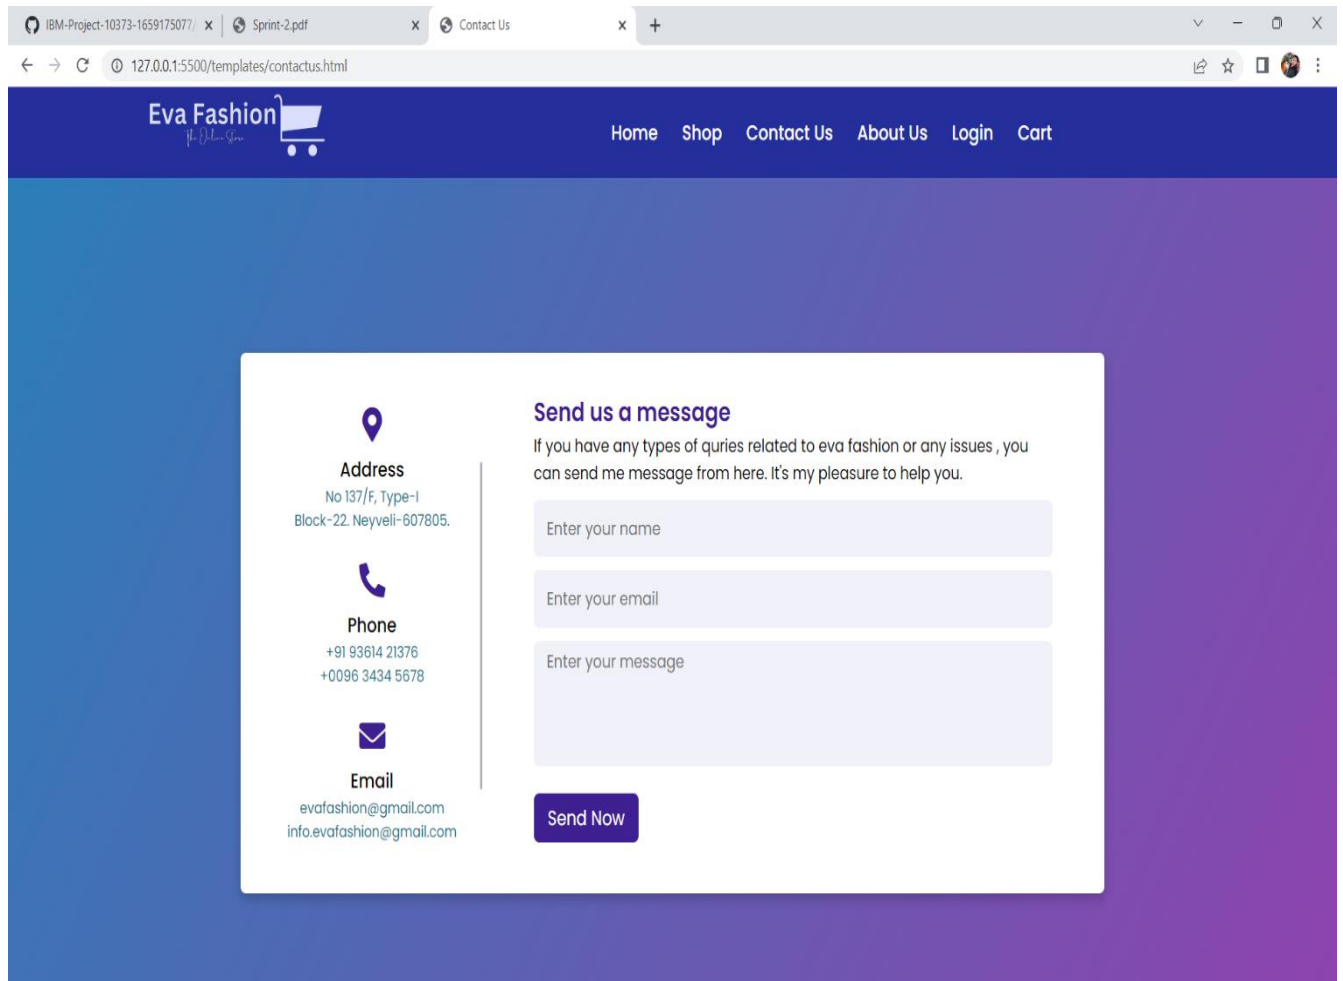 IBM-Project-10373-1659175077/
Sprint-2.pdf
Contact Us
127.0.0.1:5500/templates/contactus.html
Eva Fashion
The Online Store
Home Shop Contact Us About Us Login Cart
Address
No 137/F, Type-I
Block-22. Neyveli-607805.
Phone
+91 93614 21376
+0096 3434 5678
Email
evafashion@gmail.com
info.evafashion@gmail.com
Send us a message
If you have any types of quries related to eva fashion or any issues , you
can send me message from here. It's my pleasure to help you.
Enter your name
Enter your email
Enter your message
Send Now